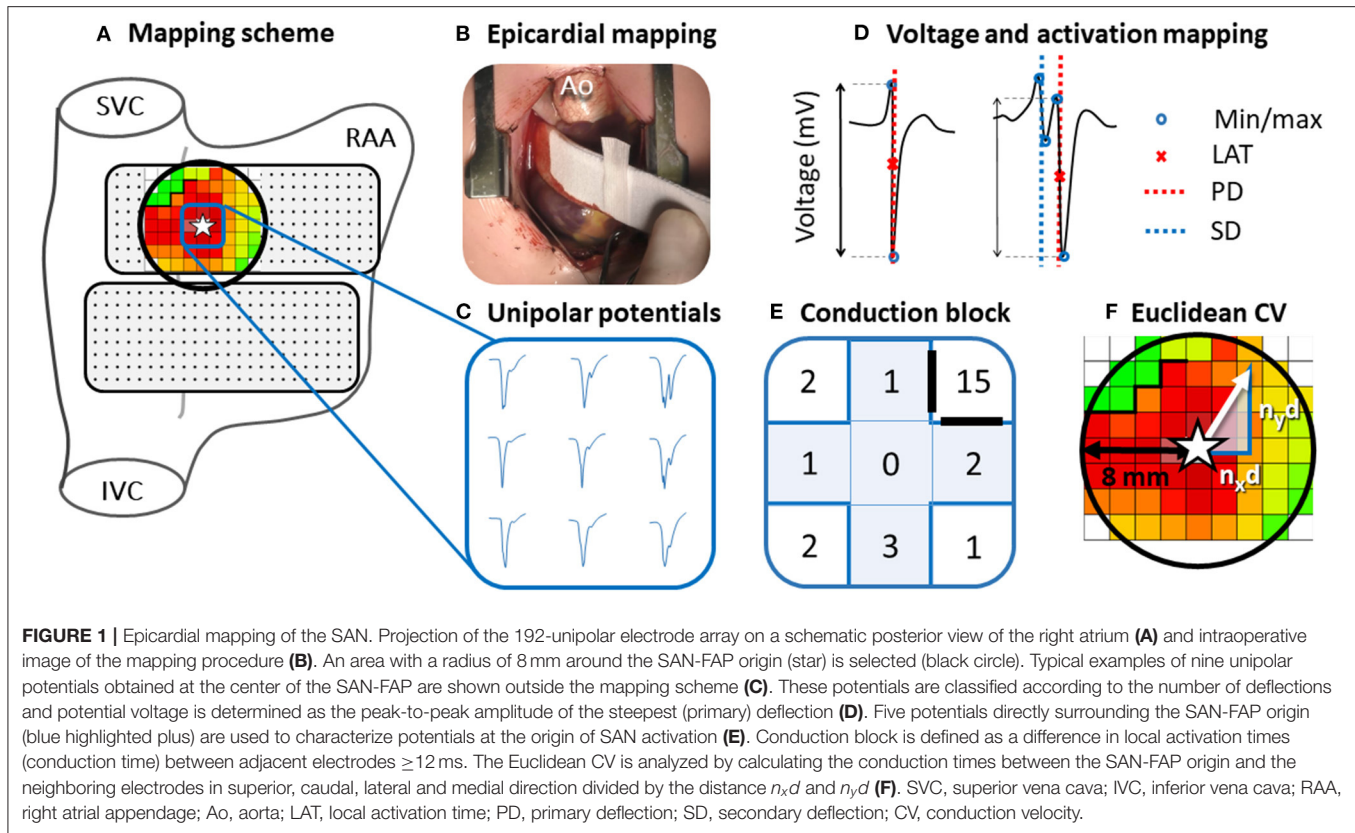 A Mapping scheme
SVC
RAA
IVC
B Epicardial mapping
Ao
D Voltage and activation mapping
Voltage (mV)
Min/max
LAT
PD
SD
C Unipolar potentials
E Conduction block
2 1 15
1 0 2
2 3 1
F Euclidean CV
8 mm
nₓd
nᵧd
FIGURE 1 | Epicardial mapping of the SAN. Projection of the 192-unipolar electrode array on a schematic posterior view of the right atrium (A) and intraoperative
image of the mapping procedure (B). An area with a radius of 8 mm around the SAN-FAP origin (star) is selected (black circle). Typical examples of nine unipolar
potentials obtained at the center of the SAN-FAP are shown outside the mapping scheme (C). These potentials are classified according to the number of deflections
and potential voltage is determined as the peak-to-peak amplitude of the steepest (primary) deflection (D). Five potentials directly surrounding the SAN-FAP origin
(blue highlighted plus) are used to characterize potentials at the origin of SAN activation (E). Conduction block is defined as a difference in local activation times
(conduction time) between adjacent electrodes ≥12 ms. The Euclidean CV is analyzed by calculating the conduction times between the SAN-FAP origin and the
neighboring electrodes in superior, caudal, lateral and medial direction divided by the distance nₓd and nᵧd (F). SVC, superior vena cava; IVC, inferior vena cava; RAA,
right atrial appendage; Ao, aorta; LAT, local activation time; PD, primary deflection; SD, secondary deflection; CV, conduction velocity.